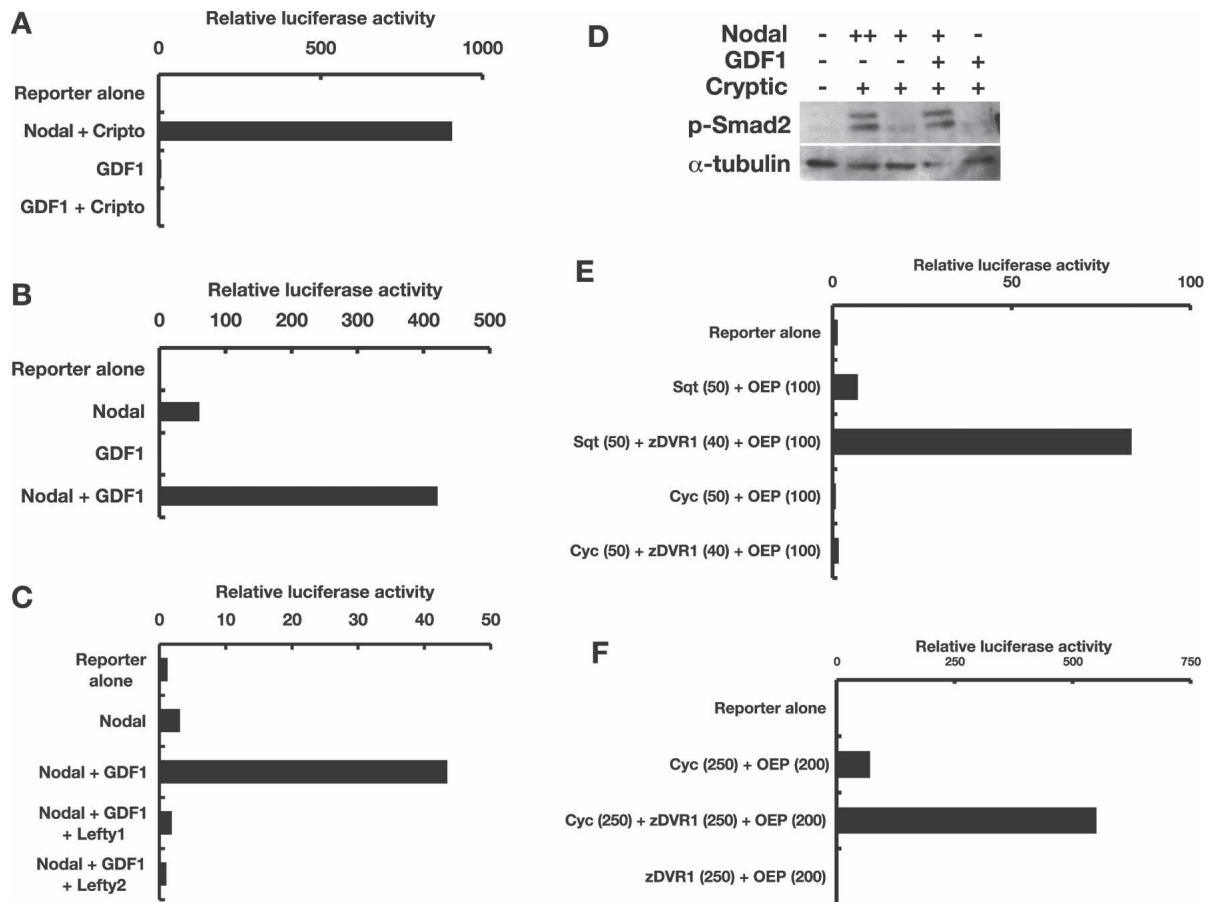 A
Relative luciferase activity
0 500 1000
Reporter alone
Nodal + Cripto
GDF1
GDF1 + Cripto
B
Relative luciferase activity
0 100 200 300 400 500
Reporter alone
Nodal
GDF1
Nodal + GDF1
C
Relative luciferase activity
0 10 20 30 40 50
Reporter
alone
Nodal
Nodal + GDF1
Nodal + GDF1
+ Lefty1
Nodal + GDF1
+ Lefty2
D
Nodal - ++ + + -
GDF1 - - - + +
Cryptic - + + + +
p-Smad2
α-tubulin
E
Relative luciferase activity
0 50 100
Reporter alone
Sqt (50) + OEP (100)
Sqt (50) + zDVR1 (40) + OEP (100)
Cyc (50) + OEP (100)
Cyc (50) + zDVR1 (40) + OEP (100)
F
Relative luciferase activity
0 250 500 750
Reporter alone
Cyc (250) + OEP (200)
Cyc (250) + zDVR1 (250) + OEP (200)
zDVR1 (250) + OEP (200)